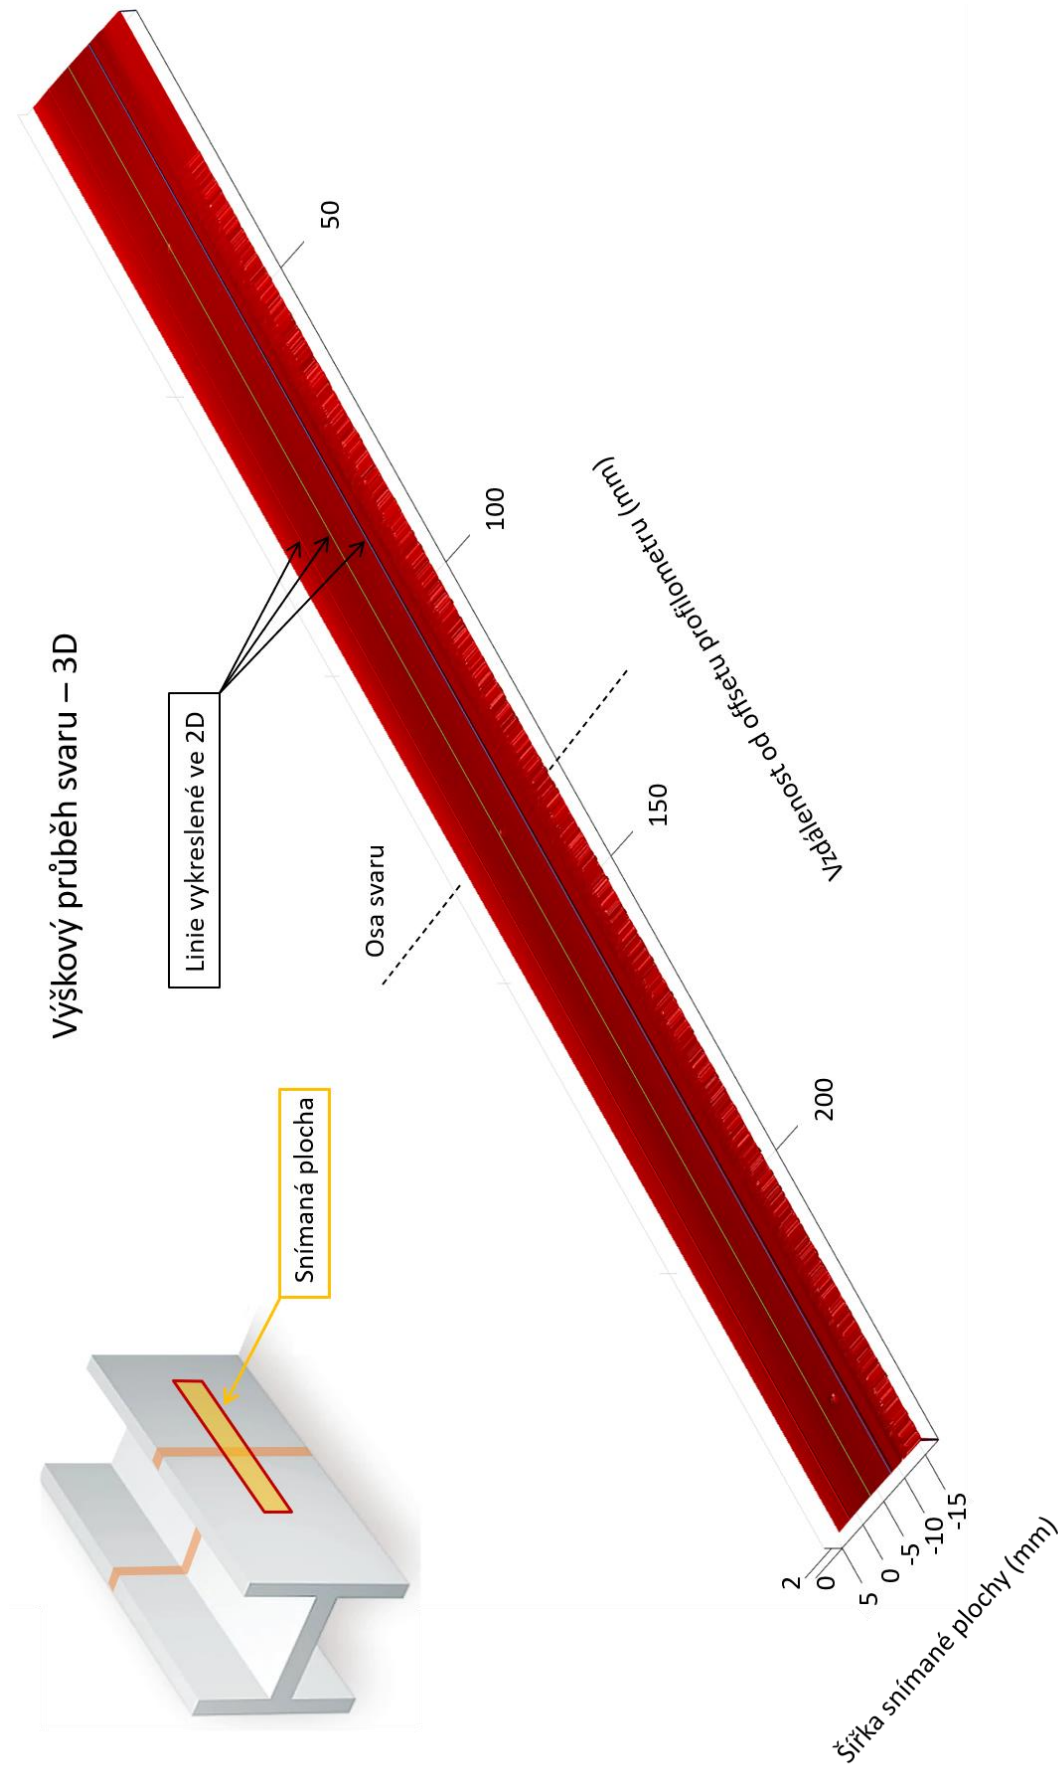 Výškový průběh svaru – 3D
Snímaná plocha
Linie vykreslené ve 2D
Osa svaru
50
100
150
200
Vzdálenost od offsetu profilometru (mm)
2
0
5
0
-5
-10
-15
Šířka snímané plochy (mm)